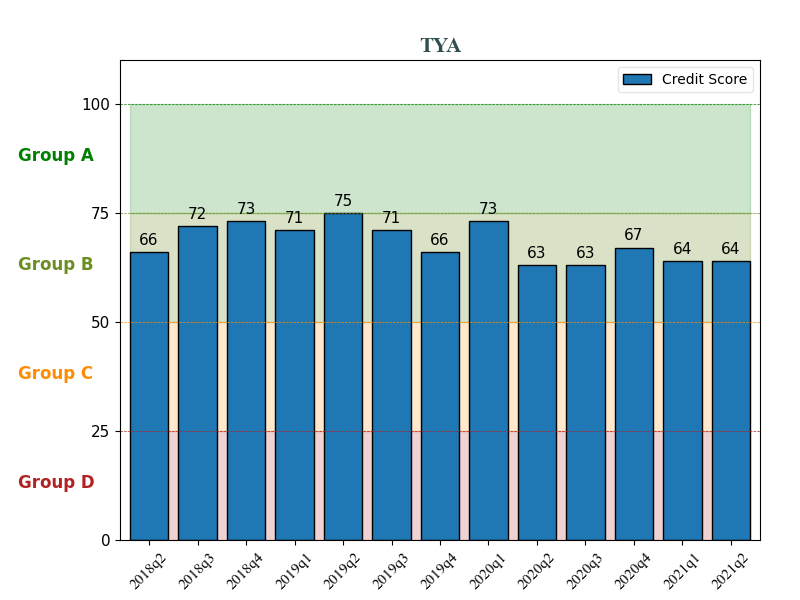 TYA
Credit Score
100
75
50
25
0
Group A
Group B
Group C
Group D
66
72
73
71
75
71
66
73
63
63
67
64
64
2018q2
2018q3
2018q4
2019q1
2019q2
2019q3
2019q4
2020q1
2020q2
2020q3
2020q4
2021q1
2021q2